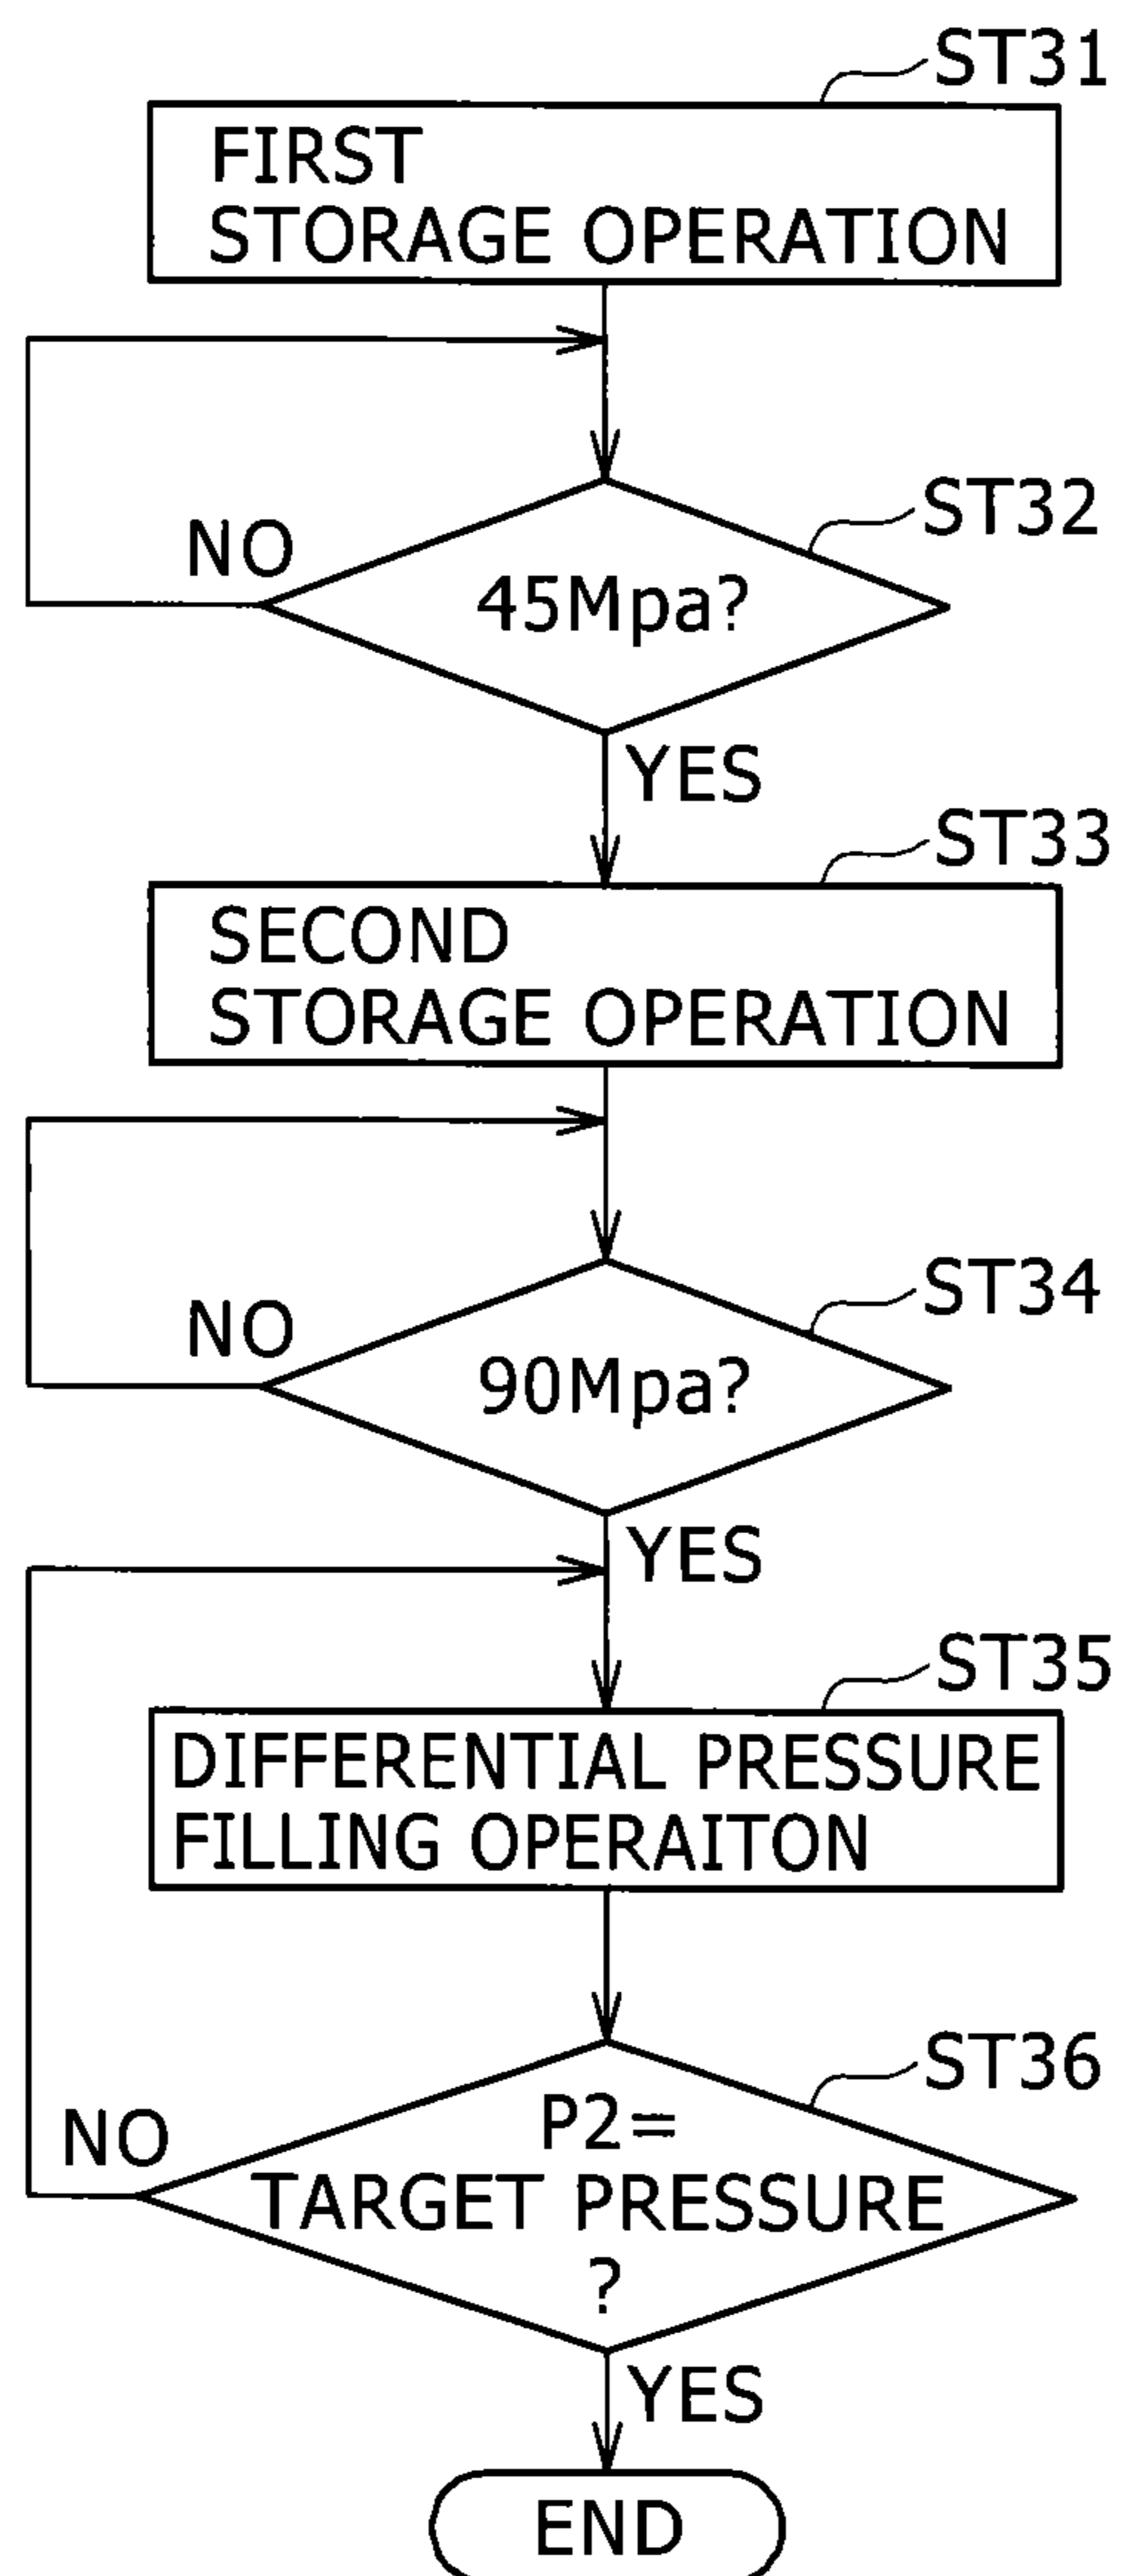 ST31
FIRST
STORAGE OPERATION
ST32
NO
45Mpa?
YES
ST33
SECOND
STORAGE OPERATION
ST34
NO
90Mpa?
YES
ST35
DIFFERENTIAL PRESSURE
FILLING OPERAITON
ST36
NO
P2=
TARGET PRESSURE
?
YES
END